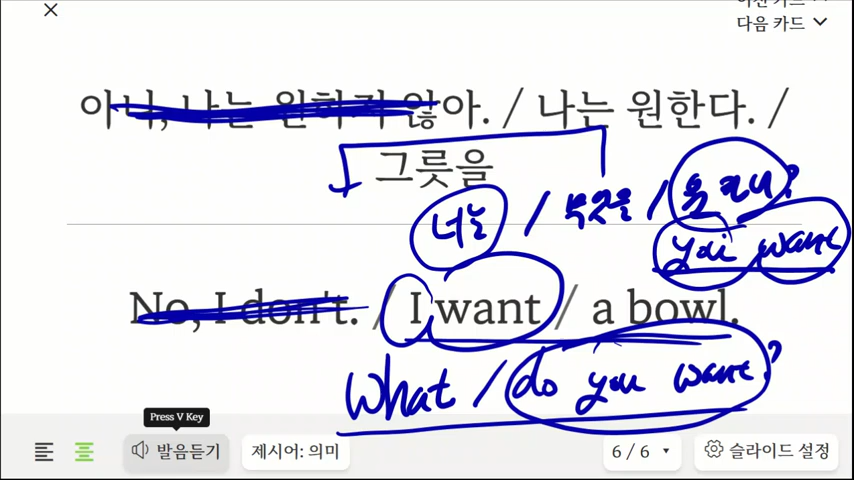 다음 카드
아니, 나는 원하지 않아. / 나는 원한다. /
그릇을
너는 / 무엇을 / 원하니?
you want
No, I don't. / I want / a bowl.
What / do you want?
Press V Key
발음듣기 제시어: 의미 6 / 6 슬라이드 설정